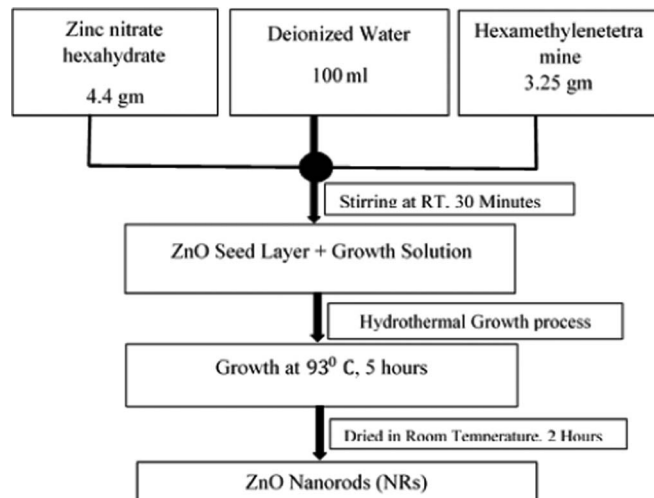 Zinc nitrate
hexahydrate
4.4 gm
Deionized Water
100 ml
Hexamethylenetetra
mine
3.25 gm
Stirring at RT. 30 Minutes
ZnO Seed Layer + Growth Solution
Hydrothermal Growth process
Growth at 93⁰ C, 5 hours
Dried in Room Temperature. 2 Hours
ZnO Nanorods (NRs)